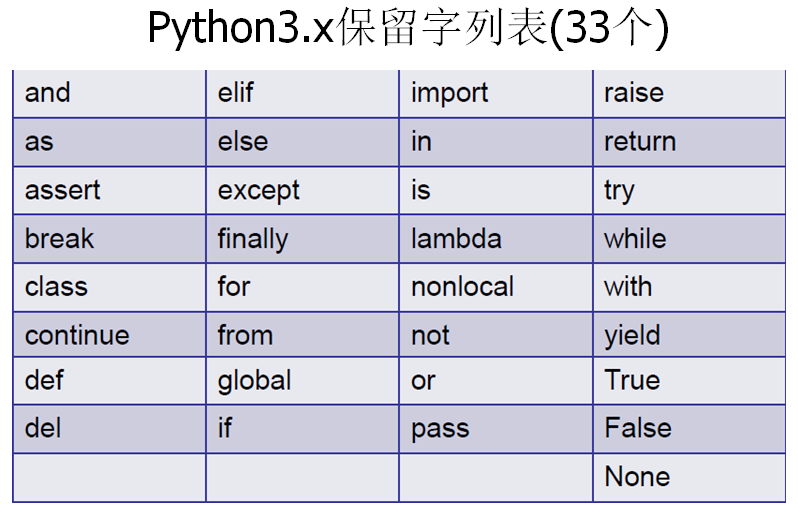 Python3.x保留字列表(33个)
and elif import raise
as else in return
assert except is try
break finally lambda while
class for nonlocal with
continue from not yield
def global or True
del if pass False
None